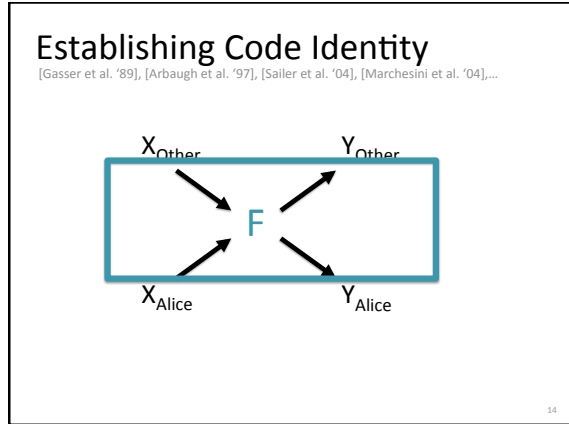 Establishing Code Identity
[Gasser et al. ‘89], [Arbaugh et al. ‘97], [Sailer et al. ‘04], [Marchesini et al. ‘04],…
XOther YOther
F
XAlice YAlice
14